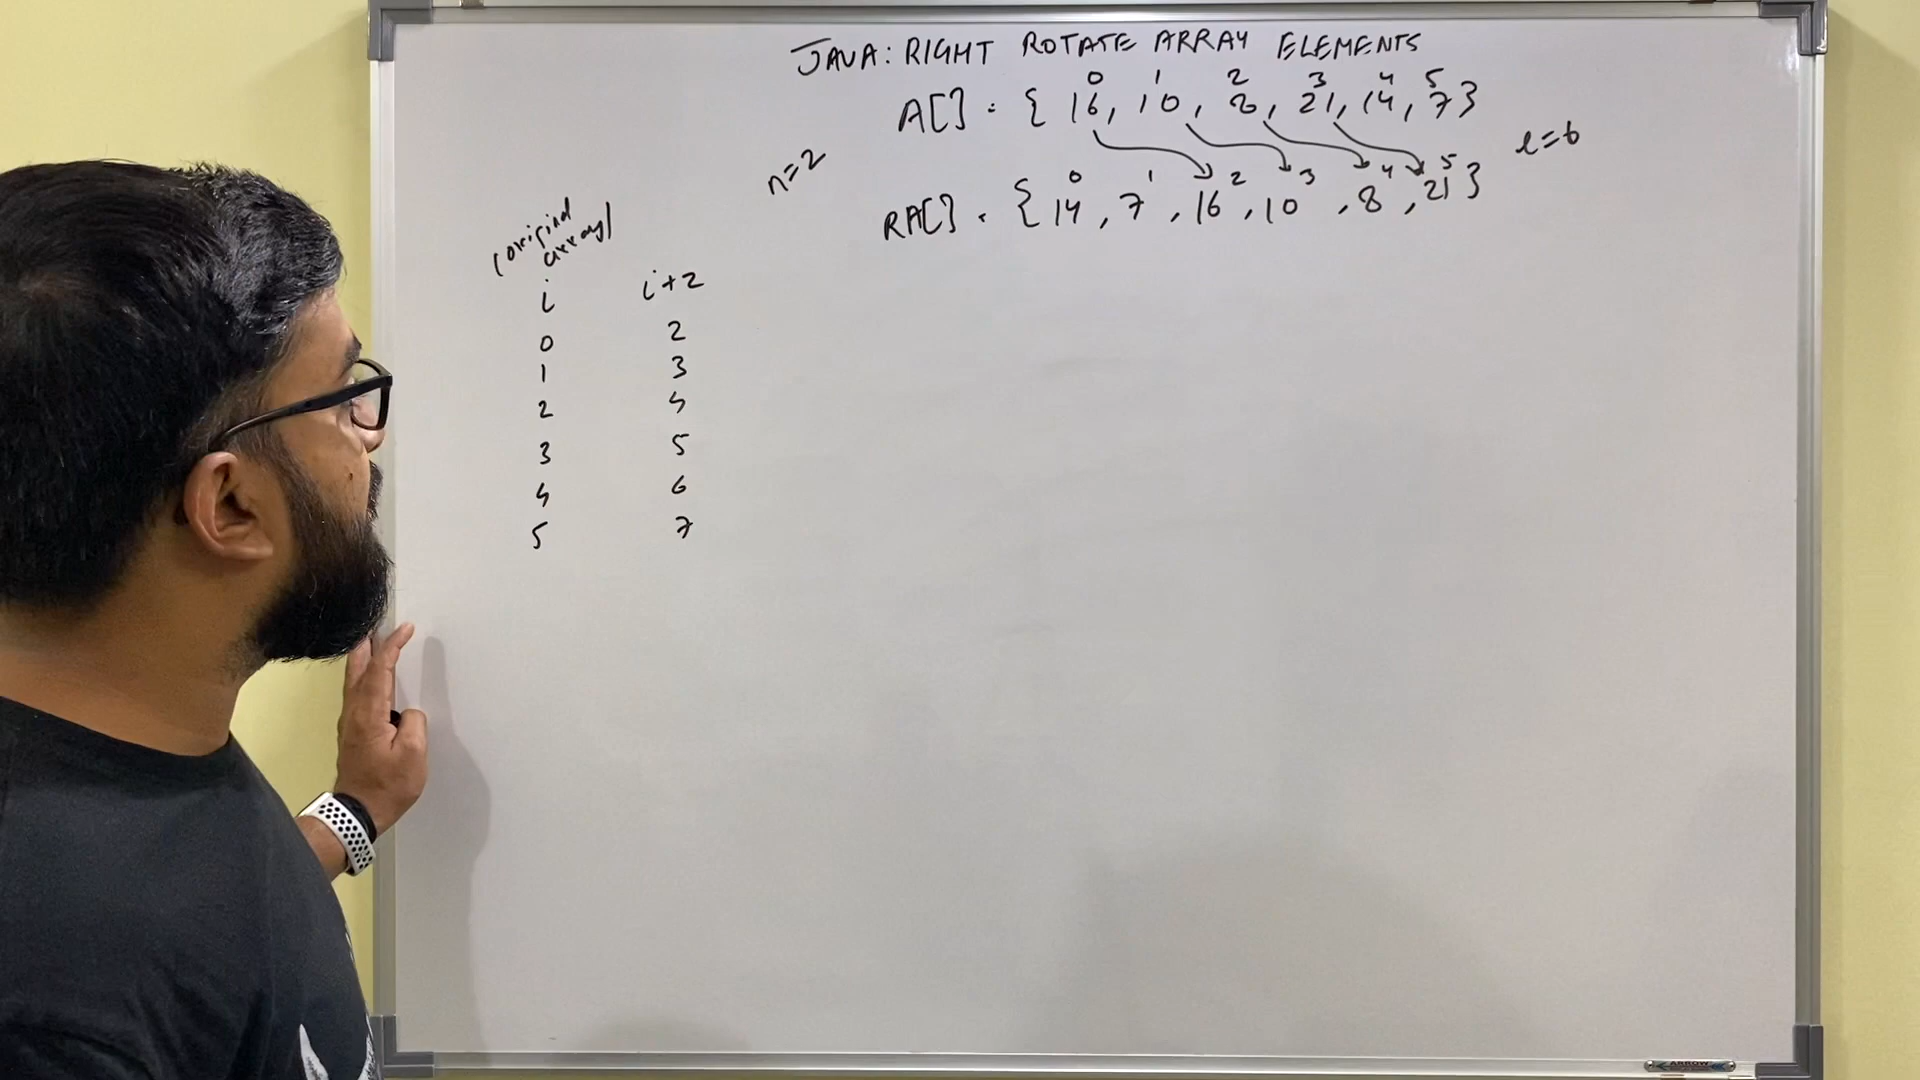 JAVA: RIGHT ROTATE ARRAY ELEMENTS
0 1 2 3 4 5
A[] = { 16, 10, 8, 21, 14, 7 }
n=2
l=6
0 1 2 3 4 5
RA[] = { 14, 7, 16, 10, 8, 21 }
(original
array)
i i+2
0 2
1 3
2 4
3 5
4 6
5 7
ARROW